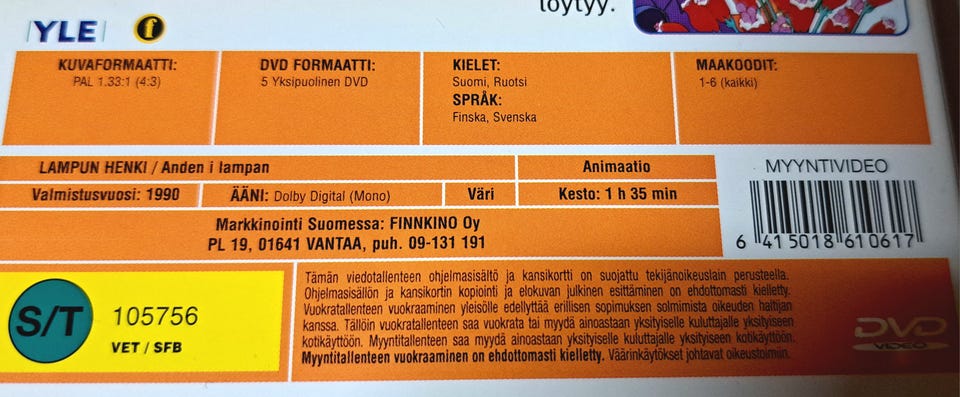 löytyy.
YLE f
KUVAFORMAATTI:
PAL 1.33:1 (4:3)
DVD FORMAATTI:
5 Yksipuolinen DVD
KIELET:
Suomi, Ruotsi
SPRÅK:
Finska, Svenska
MAAKOODIT:
1-6 (kaikki)
LAMPUN HENKI / Anden i lampan
Animaatio
Valmistusvuosi: 1990
ÄÄNI: Dolby Digital (Mono)
Väri
Kesto: 1 h 35 min
Markkinointi Suomessa: FINNKINO Oy
PL 19, 01641 VANTAA, puh. 09-131 191
MYYNTIVIDEO
6 415018 610617
S/T
105756
VET / SFB
Tämän viedotallenteen ohjelmasisältö ja kansikortti on suojattu tekijänoikeuslain perusteella.
Ohjelmasisällön ja kansikortin kopiointi ja elokuvan julkinen esittäminen on ehdottomasti kielletty.
Vuokratallenteen vuokraaminen yleisölle edellyttää erillisen sopimuksen solmimista oikeuden haltijan
kanssa. Tällöin vuokratallenteen saa vuokrata tai myydä ainoastaan yksityiselle kuluttajalle yksityiseen
kotikäyttöön. Myyntitallenteen saa myydä ainoastaan yksityiselle kuluttajalle yksityiseen kotikäyttöön.
Myyntitallenteen vuokraaminen on ehdottomasti kielletty. Väärinkäytökset johtavat oikeustoimiin.
DVD
VIDEO